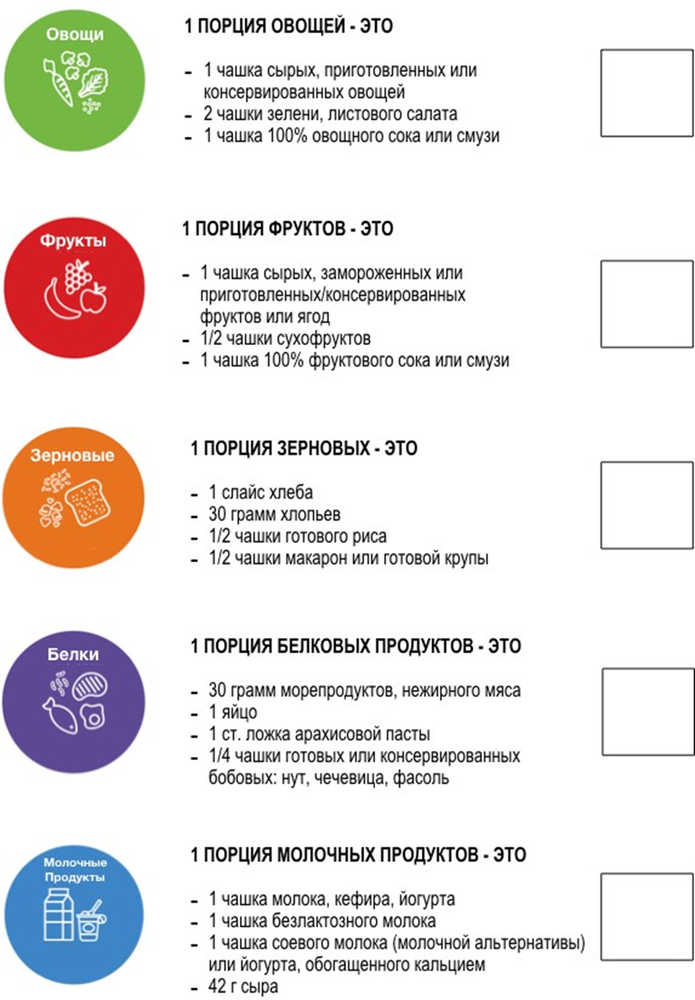 Овощи
1 ПОРЦИЯ ОВОЩЕЙ - ЭТО
- 1 чашка сырых, приготовленных или
консервированных овощей
- 2 чашки зелени, листового салата
- 1 чашка 100% овощного сока или смузи
Фрукты
1 ПОРЦИЯ ФРУКТОВ - ЭТО
- 1 чашка сырых, замороженных или
приготовленных/консервированных
фруктов или ягод
- 1/2 чашки сухофруктов
- 1 чашка 100% фруктового сока или смузи
Зерновые
1 ПОРЦИЯ ЗЕРНОВЫХ - ЭТО
- 1 слайс хлеба
- 30 грамм хлопьев
- 1/2 чашки готового риса
- 1/2 чашки макарон или готовой крупы
Белки
1 ПОРЦИЯ БЕЛКОВЫХ ПРОДУКТОВ - ЭТО
- 30 грамм морепродуктов, нежирного мяса
- 1 яйцо
- 1 ст. ложка арахисовой пасты
- 1/4 чашки готовых или консервированных
бобовых: нут, чечевица, фасоль
Молочные
Продукты
1 ПОРЦИЯ МОЛОЧНЫХ ПРОДУКТОВ - ЭТО
- 1 чашка молока, кефира, йогурта
- 1 чашка безлактозного молока
- 1 чашка соевого молока (молочной альтернативы)
или йогурта, обогащенного кальцием
- 42 г сыра